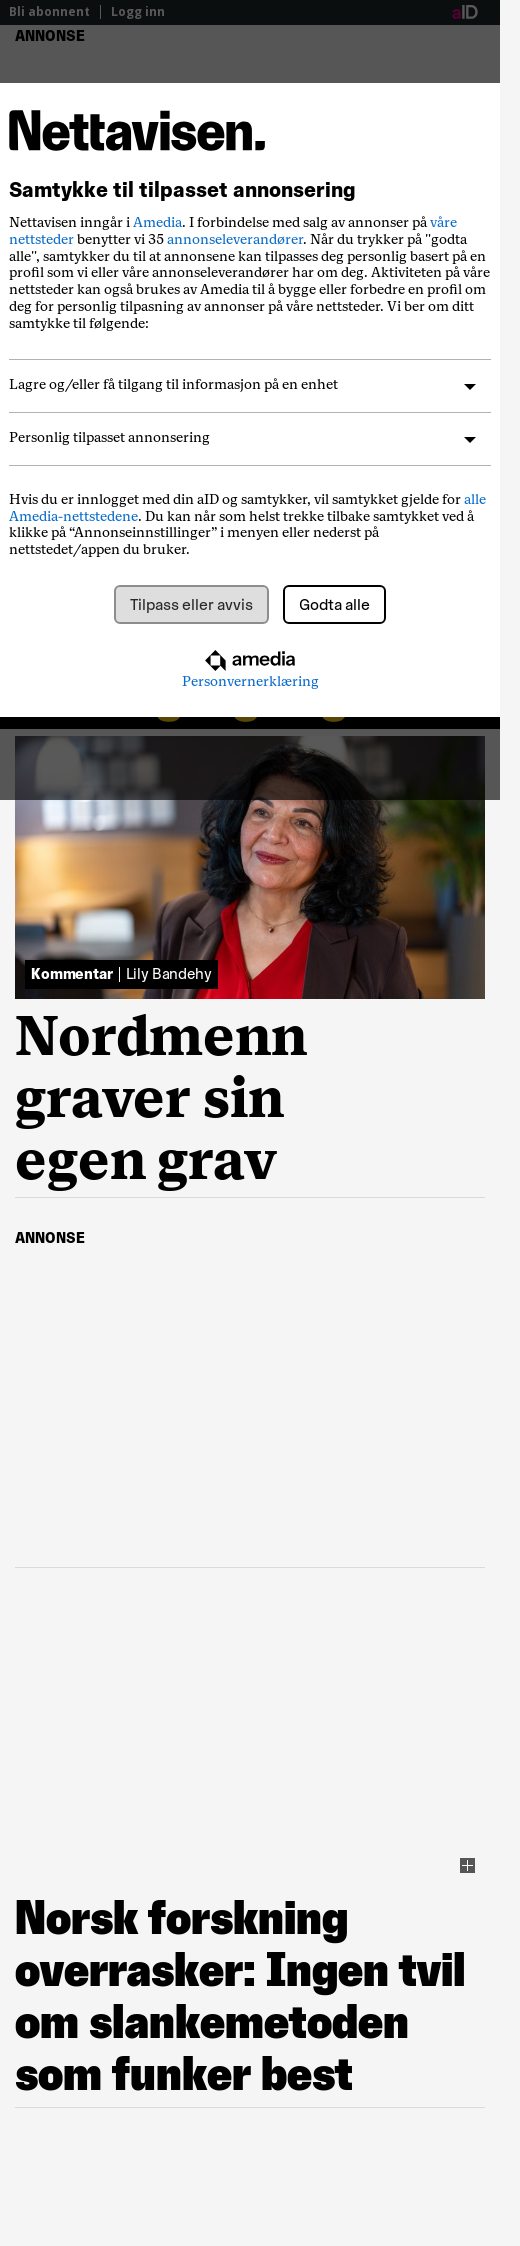 Bli abonnent
Logg inn
aID
ANNONSE
Nettavisen.
Samtykke til tilpasset annonsering
Nettavisen inngår i Amedia. I forbindelse med salg av annonser på våre
nettsteder benytter vi 35 annonseleverandører. Når du trykker på "godta
alle", samtykker du til at annonsene kan tilpasses deg personlig basert på en
profil som vi eller våre annonseleverandører har om deg. Aktiviteten på våre
nettsteder kan også brukes av Amedia til å bygge eller forbedre en profil om
deg for personlig tilpasning av annonser på våre nettsteder. Vi ber om ditt
samtykke til følgende:
Lagre og/eller få tilgang til informasjon på en enhet
Personlig tilpasset annonsering
Hvis du er innlogget med din aID og samtykker, vil samtykket gjelde for alle
Amedia-nettstedene. Du kan når som helst trekke tilbake samtykket ved å
klikke på “Annonseinnstillinger” i menyen eller nederst på
nettstedet/appen du bruker.
Tilpass eller avvis
Godta alle
amedia
Personvernerklæring
Kommentar | Lily Bandehy
Nordmenn
graver sin
egen grav
ANNONSE
Norsk forskning
overrasker: Ingen tvil
om slankemetoden
som funker best